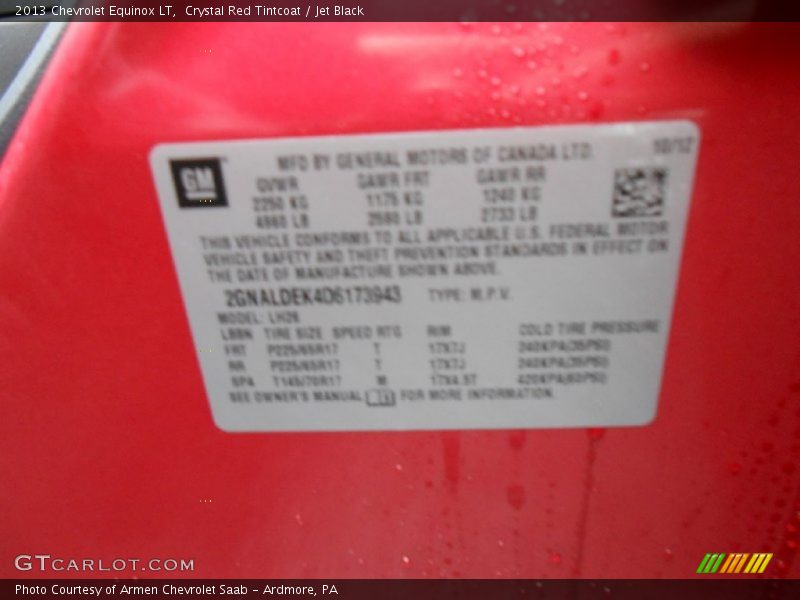 2013 Chevrolet Equinox LT,  Crystal Red Tintcoat / Jet Black
GM
MFD BY GENERAL MOTORS OF CANADA LTD.
10/12
GVWR GAWR FRT GAWR RR
2250 KG 1175 KG 1240 KG
4960 LB 2590 LB 2733 LB
THIS VEHICLE CONFORMS TO ALL APPLICABLE U.S. FEDERAL MOTOR
VEHICLE SAFETY AND THEFT PREVENTION STANDARDS IN EFFECT ON
THE DATE OF MANUFACTURE SHOWN ABOVE.
2GNALDEK4D6173943 TYPE: M.P.V.
MODEL: LH26
TIRE SIZE SPEED RTG RIM COLD TIRE PRESSURE
FRT P225/65R17 T 17X7J 240KPA(35PSI)
RR P225/65R17 T 17X7J 240KPA(35PSI)
SPA T145/70R17 M 17X4.5T 420KPA(60PSI)
SEE OWNER'S MANUAL FOR MORE INFORMATION.
GTCARLOT.COM
Photo Courtesy of Armen Chevrolet Saab - Ardmore, PA